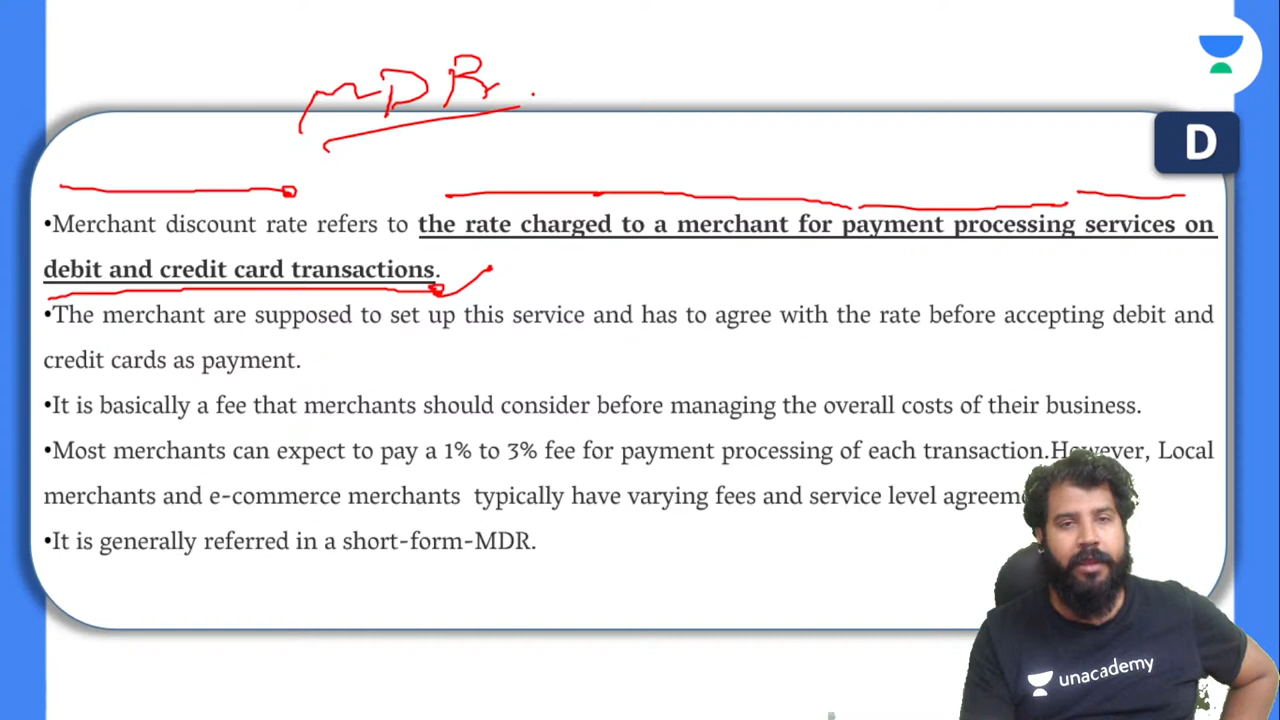 MDR.
D
•Merchant discount rate refers to the rate charged to a merchant for payment processing services on
debit and credit card transactions.
•The merchant are supposed to set up this service and has to agree with the rate before accepting debit and
credit cards as payment.
•It is basically a fee that merchants should consider before managing the overall costs of their business.
•Most merchants can expect to pay a 1% to 3% fee for payment processing of each transaction.However, Local
merchants and e-commerce merchants typically have varying fees and service level
•It is generally referred in a short-form-MDR.
unacademy